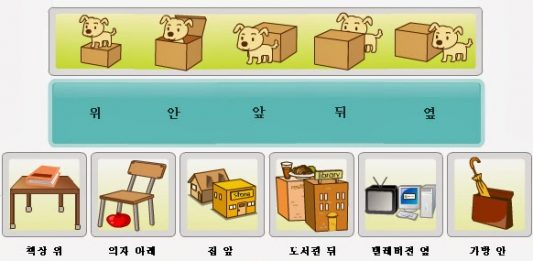 위 안 앞 뒤 옆
store
library
책상 위 의자 아래 집 앞 도서관 뒤 텔레비전 옆 가방 안